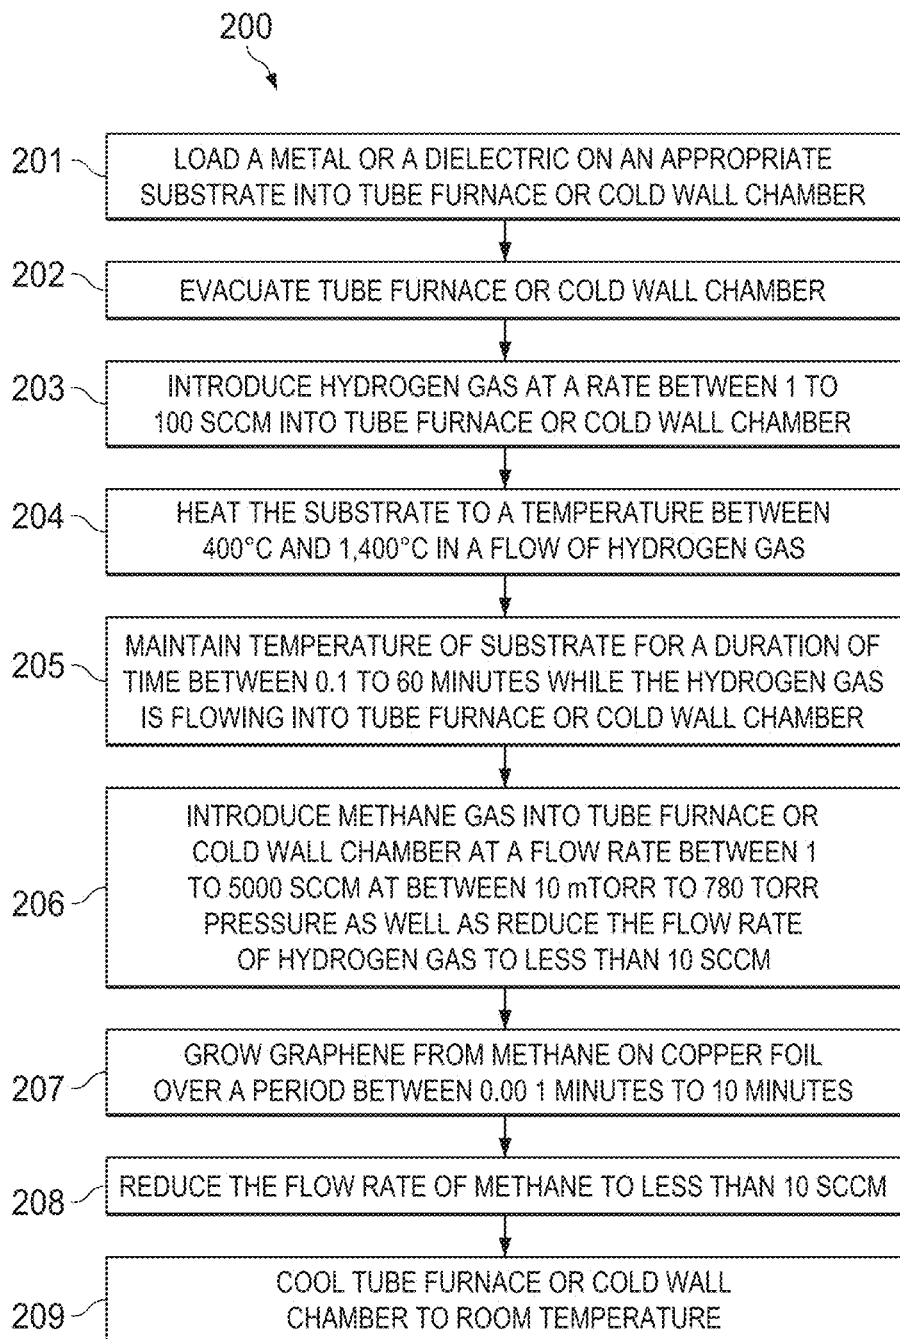 200
201
LOAD A METAL OR A DIELECTRIC ON AN APPROPRIATE
SUBSTRATE INTO TUBE FURNACE OR COLD WALL CHAMBER
202
EVACUATE TUBE FURNACE OR COLD WALL CHAMBER
203
INTRODUCE HYDROGEN GAS AT A RATE BETWEEN 1 TO
100 SCCM INTO TUBE FURNACE OR COLD WALL CHAMBER
204
HEAT THE SUBSTRATE TO A TEMPERATURE BETWEEN
400°C AND 1,400°C IN A FLOW OF HYDROGEN GAS
205
MAINTAIN TEMPERATURE OF SUBSTRATE FOR A DURATION OF
TIME BETWEEN 0.1 TO 60 MINUTES WHILE THE HYDROGEN GAS
IS FLOWING INTO TUBE FURNACE OR COLD WALL CHAMBER
206
INTRODUCE METHANE GAS INTO TUBE FURNACE OR
COLD WALL CHAMBER AT A FLOW RATE BETWEEN 1
TO 5000 SCCM AT BETWEEN 10 mTORR TO 780 TORR
PRESSURE AS WELL AS REDUCE THE FLOW RATE
OF HYDROGEN GAS TO LESS THAN 10 SCCM
207
GROW GRAPHENE FROM METHANE ON COPPER FOIL
OVER A PERIOD BETWEEN 0.00 1 MINUTES TO 10 MINUTES
208
REDUCE THE FLOW RATE OF METHANE TO LESS THAN 10 SCCM
209
COOL TUBE FURNACE OR COLD WALL
CHAMBER TO ROOM TEMPERATURE